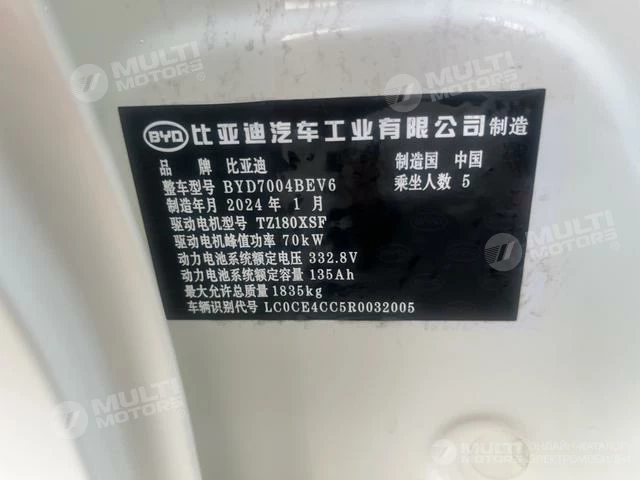 BYD 比亚迪汽车工业有限公司 制造
品 牌 比亚迪 制造国 中国
整车型号 BYD7004BEV6 乘坐人数 5
制造年月 2024 年 1 月
驱动电机型号 TZ180XSF
驱动电机峰值功率 70kW
动力电池系统额定电压 332.8V
动力电池系统额定容量 135Ah
最大允许总质量 1835kg
车辆识别代号 LC0CE4CC5R0032005
MULTI MOTORS
MULTI MOTORS
MULTI MOTORS
MULTI MOTORS
MULTI MOTORS
MULTI
ОНЛАЙН-КАТАЛОГ
ЭЛЕКТРОМОБИЛЕЙ